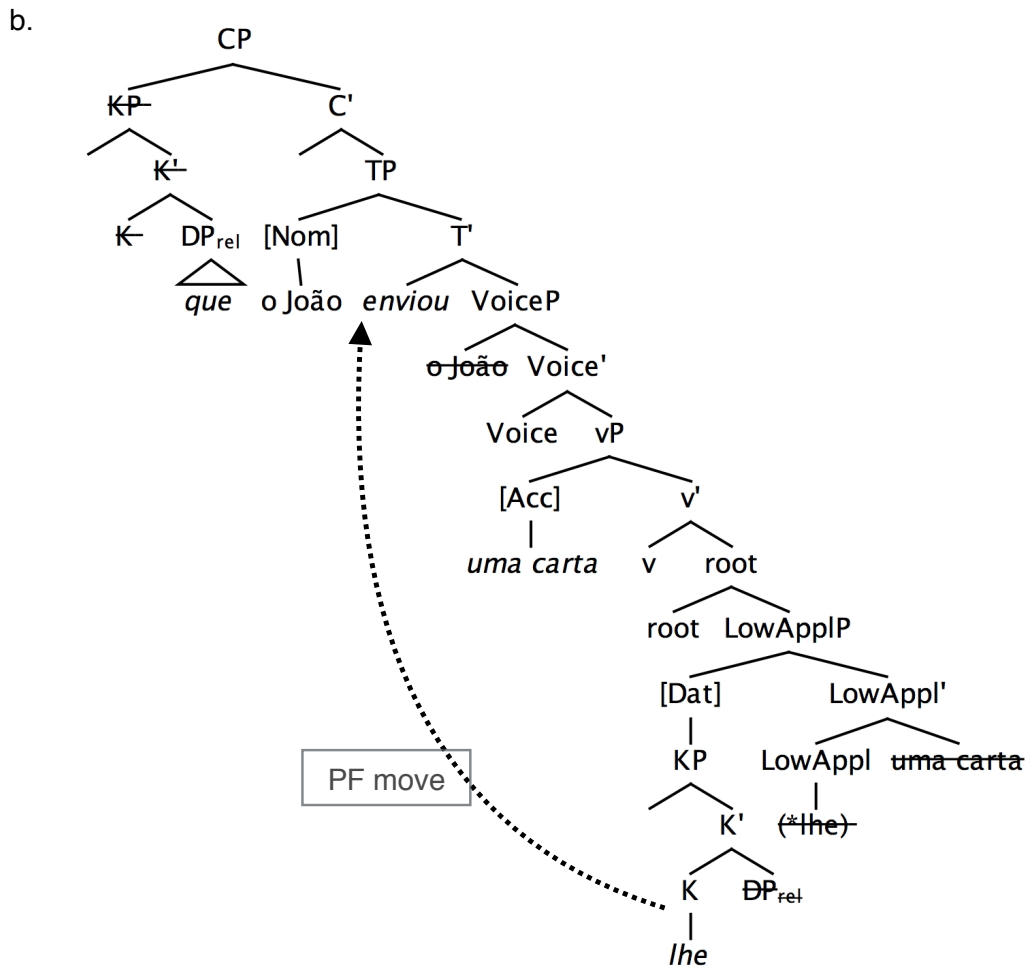 b.
CP
KP C'
K' TP
K DPrel [Nom] T'
que o João enviou VoiceP
o João Voice'
Voice vP
[Acc] v'
uma carta v root
root LowApplP
[Dat] LowAppl'
KP LowAppl uma carta
PF move
K' (*lhe)
K DPrel
lhe